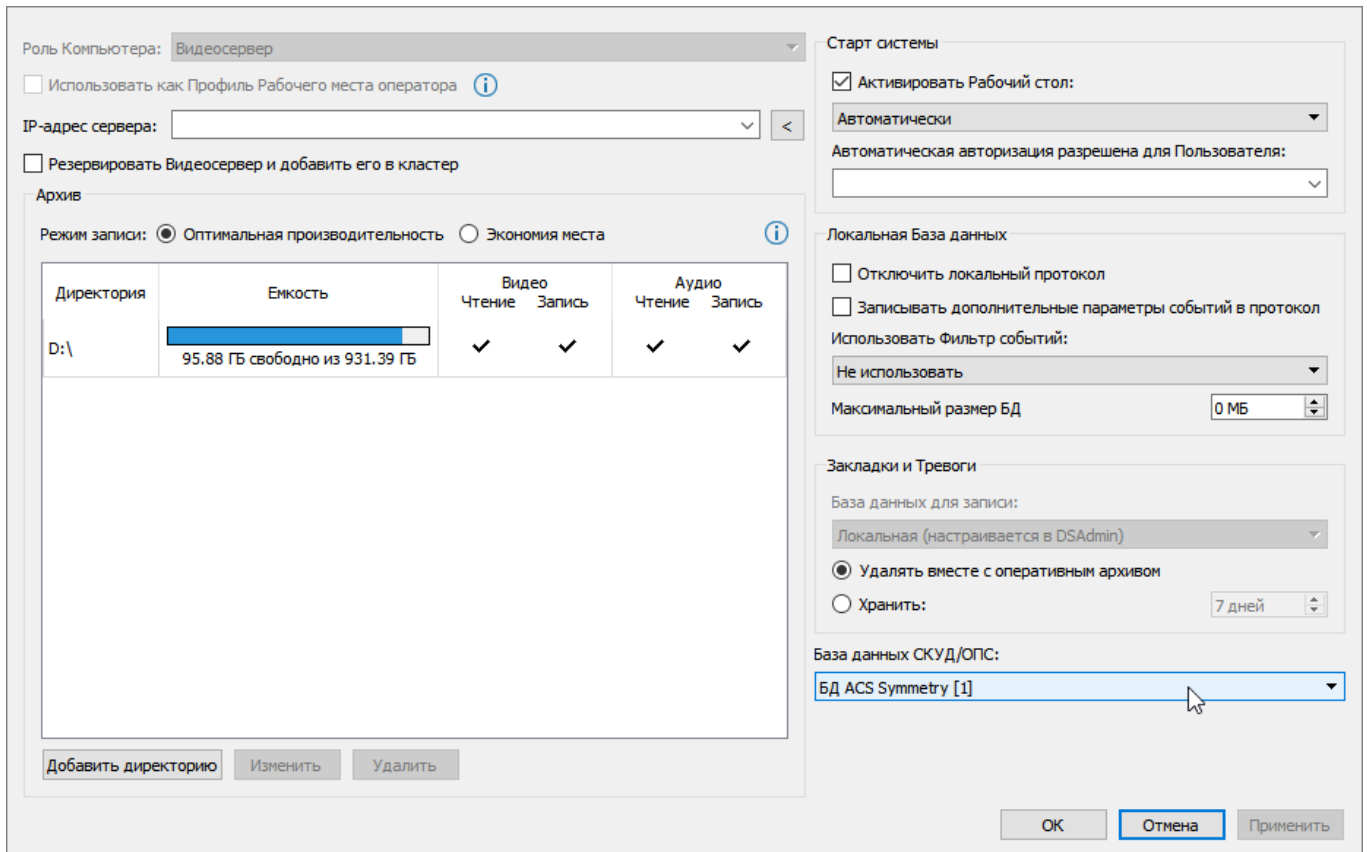 Роль Компьютера: Видеосервер
Использовать как Профиль Рабочего места оператора
IP-адрес сервера: <
Резервировать Видеосервер и добавить его в кластер
Архив
Режим записи: Оптимальная производительность Экономия места
Директория Емкость Видео Чтение Запись Аудио Чтение Запись
D:\
95.88 ГБ свободно из 931.39 ГБ
Добавить директорию Изменить Удалить
Старт системы
Активировать Рабочий стол:
Автоматически
Автоматическая авторизация разрешена для Пользователя:
Локальная База данных
Отключить локальный протокол
Записывать дополнительные параметры событий в протокол
Использовать Фильтр событий:
Не использовать
Максимальный размер БД 0 МБ
Закладки и Тревоги
База данных для записи:
Локальная (настраивается в DSAdmin)
Удалять вместе с оперативным архивом
Хранить: 7 дней
База данных СКУД/ОПС:
БД ACS Symmetry [1]
ОК Отмена Применить